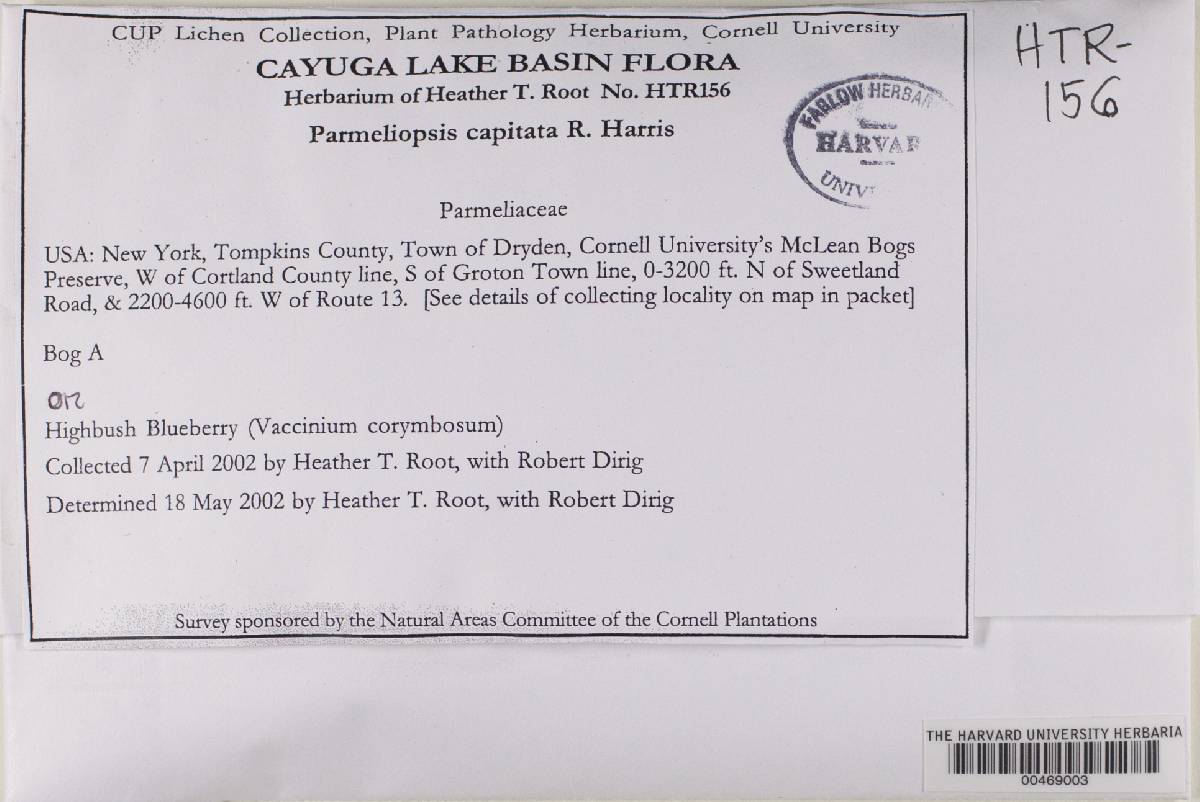 CUP Lichen Collection, Plant Pathology Herbarium, Cornell University
CAYUGA LAKE BASIN FLORA
Herbarium of Heather T. Root No. HTR156
Parmeliopsis capitata R. Harris
HTR-
156
FARLOW HERBAR
HARVAR
UNIV
Parmeliaceae
USA: New York, Tompkins County, Town of Dryden, Cornell University's McLean Bogs
Preserve, W of Cortland County line, S of Groton Town line, 0-3200 ft. N of Sweetland
Road, & 2200-4600 ft. W of Route 13. [See details of collecting locality on map in packet]
Bog A
on
Highbush Blueberry (Vaccinium corymbosum)
Collected 7 April 2002 by Heather T. Root, with Robert Dirig
Determined 18 May 2002 by Heather T. Root, with Robert Dirig
Survey sponsored by the Natural Areas Committee of the Cornell Plantations
THE HARVARD UNIVERSITY HERBARIA
00469003